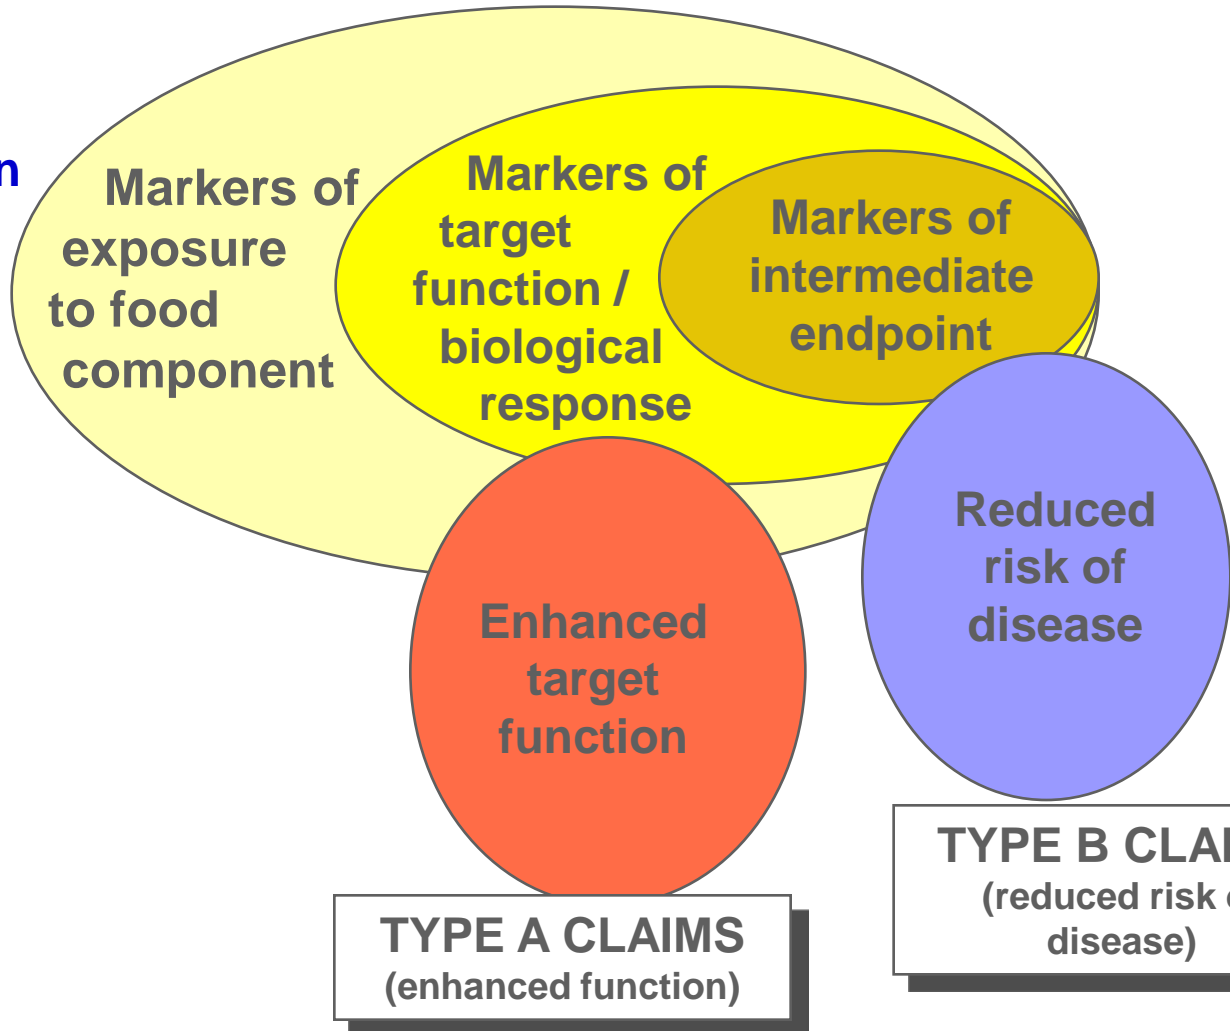 n
Markers of
exposure
to food
component
Markers of
target
function /
biological
response
Markers of
intermediate
endpoint
Enhanced
target
function
Reduced
risk of
disease
TYPE A CLAIMS
(enhanced function)
TYPE B CLAI
(reduced risk
disease)